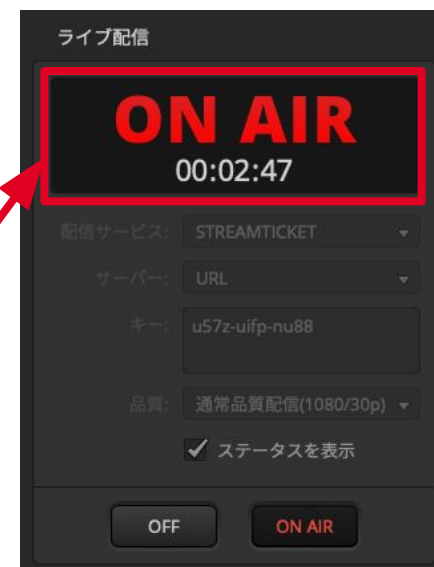 ライブ配信
ON AIR
00:02:47
配信サービス: STREAMTICKET
サーバー: URL
キー: u57z-uifp-nu88
品質: 通常品質配信(1080/30p)
ステータスを表示
OFF ON AIR